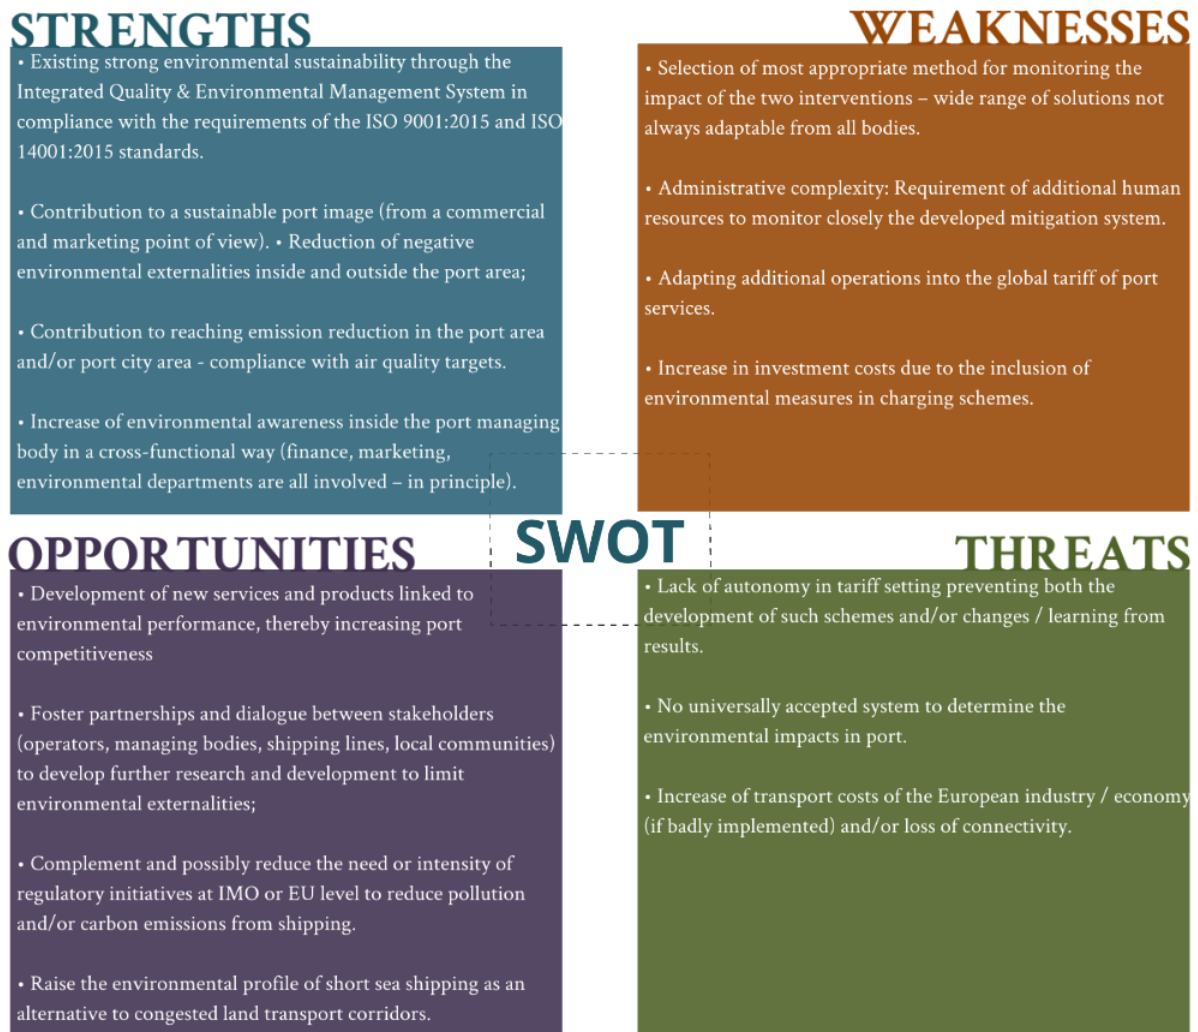 STRENGTHS
• Existing strong environmental sustainability through the
Integrated Quality & Environmental Management System in
compliance with the requirements of the ISO 9001:2015 and ISO
14001:2015 standards.
• Contribution to a sustainable port image (from a commercial
and marketing point of view). • Reduction of negative
environmental externalities inside and outside the port area;
• Contribution to reaching emission reduction in the port area
and/or port city area - compliance with air quality targets.
• Increase of environmental awareness inside the port managing
body in a cross-functional way (finance, marketing,
environmental departments are all involved – in principle).
WEAKNESSES
• Selection of most appropriate method for monitoring the
impact of the two interventions – wide range of solutions not
always adaptable from all bodies.
• Administrative complexity: Requirement of additional human
resources to monitor closely the developed mitigation system.
• Adapting additional operations into the global tariff of port
services.
• Increase in investment costs due to the inclusion of
environmental measures in charging schemes.
SWOT
OPPORTUNITIES
• Development of new services and products linked to
environmental performance, thereby increasing port
competitiveness
• Foster partnerships and dialogue between stakeholders
(operators, managing bodies, shipping lines, local communities)
to develop further research and development to limit
environmental externalities;
• Complement and possibly reduce the need or intensity of
regulatory initiatives at IMO or EU level to reduce pollution
and/or carbon emissions from shipping.
• Raise the environmental profile of short sea shipping as an
alternative to congested land transport corridors.
THREATS
• Lack of autonomy in tariff setting preventing both the
development of such schemes and/or changes / learning from
results.
• No universally accepted system to determine the
environmental impacts in port.
• Increase of transport costs of the European industry / economy
(if badly implemented) and/or loss of connectivity.